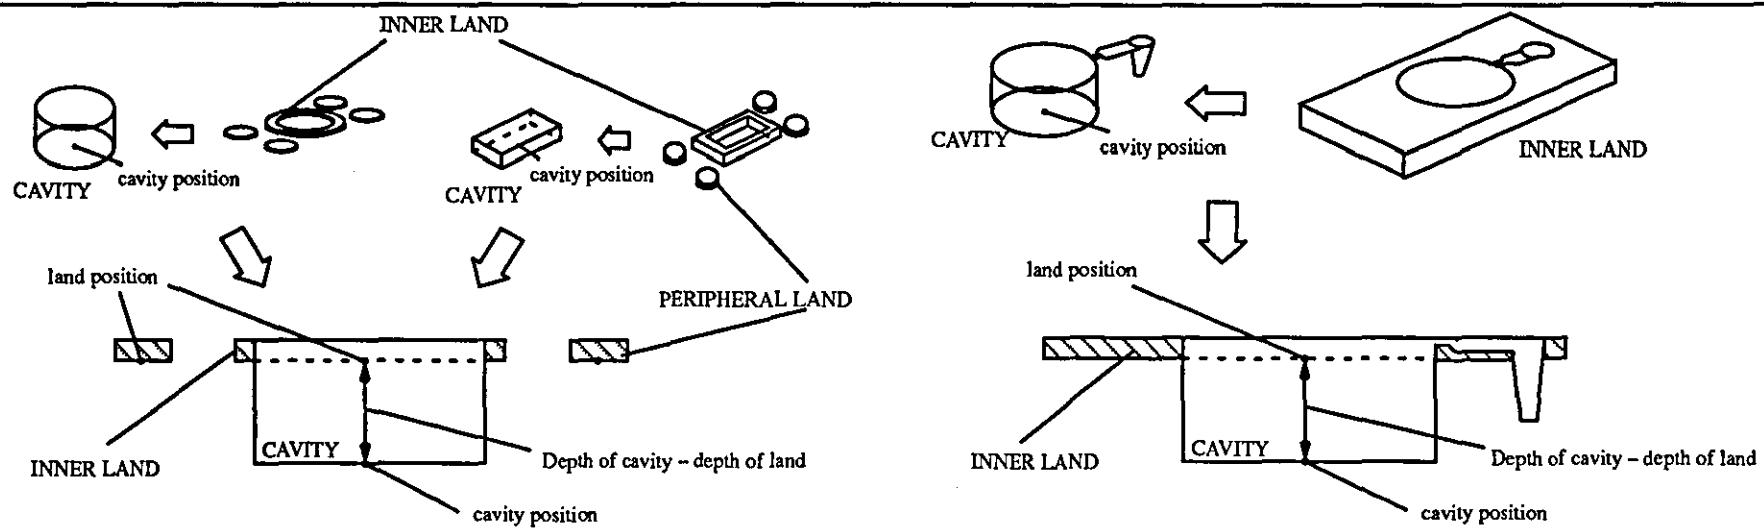 INNER LAND
CAVITY
cavity position
CAVITY
cavity position
land position
PERIPHERAL LAND
INNER LAND
CAVITY
Depth of cavity – depth of land
cavity position
CAVITY
cavity position
INNER LAND
land position
INNER LAND
CAVITY
Depth of cavity – depth of land
cavity position